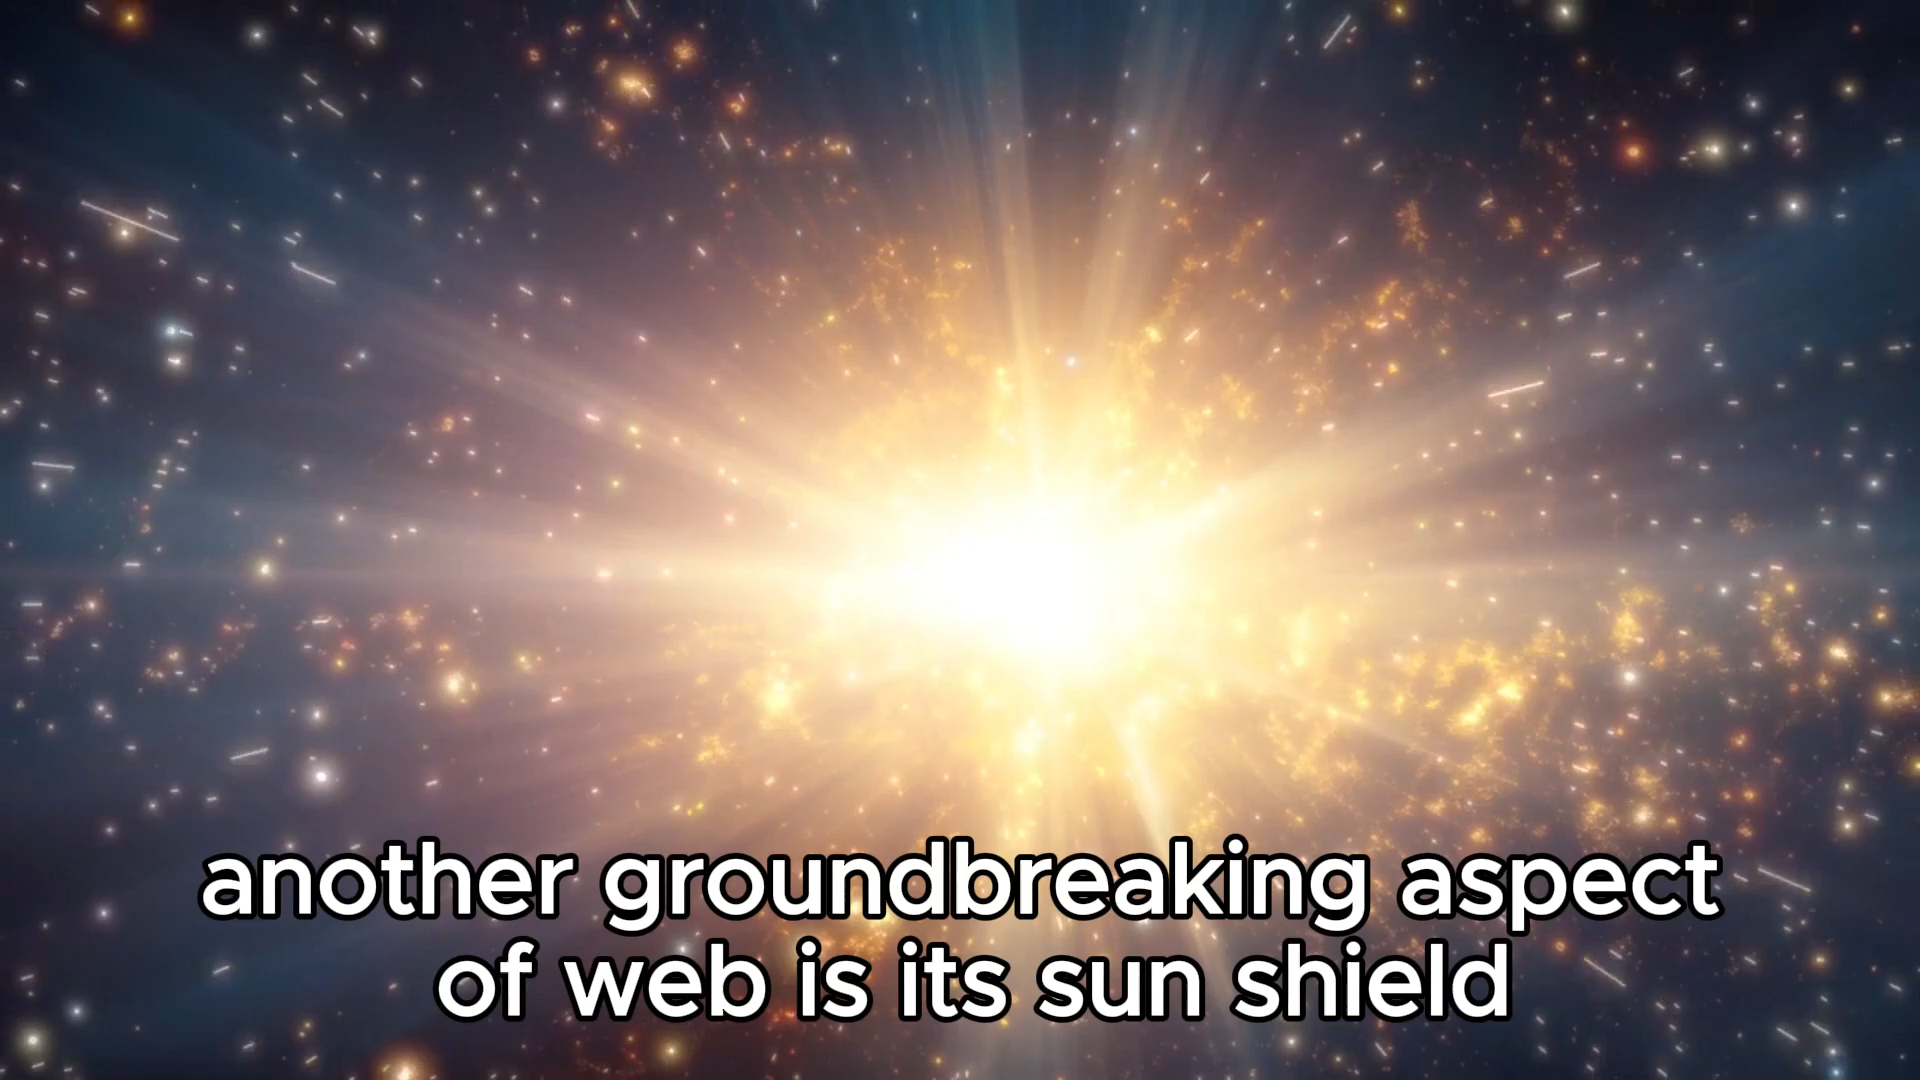 another groundbreaking aspect
of web is its sun shield